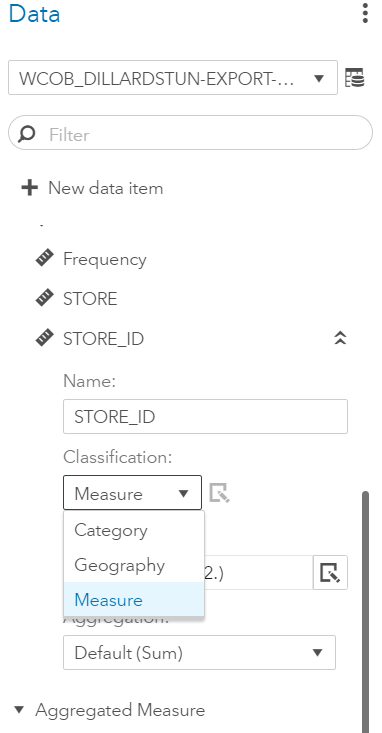 Data
WCOB_DILLARDSTUN-EXPORT-...
Filter
New data item
Frequency
STORE
STORE_ID
Name:
STORE_ID
Classification:
Measure
Category
Geography
2.)
Measure
Aggregation:
Default (Sum)
Aggregated Measure